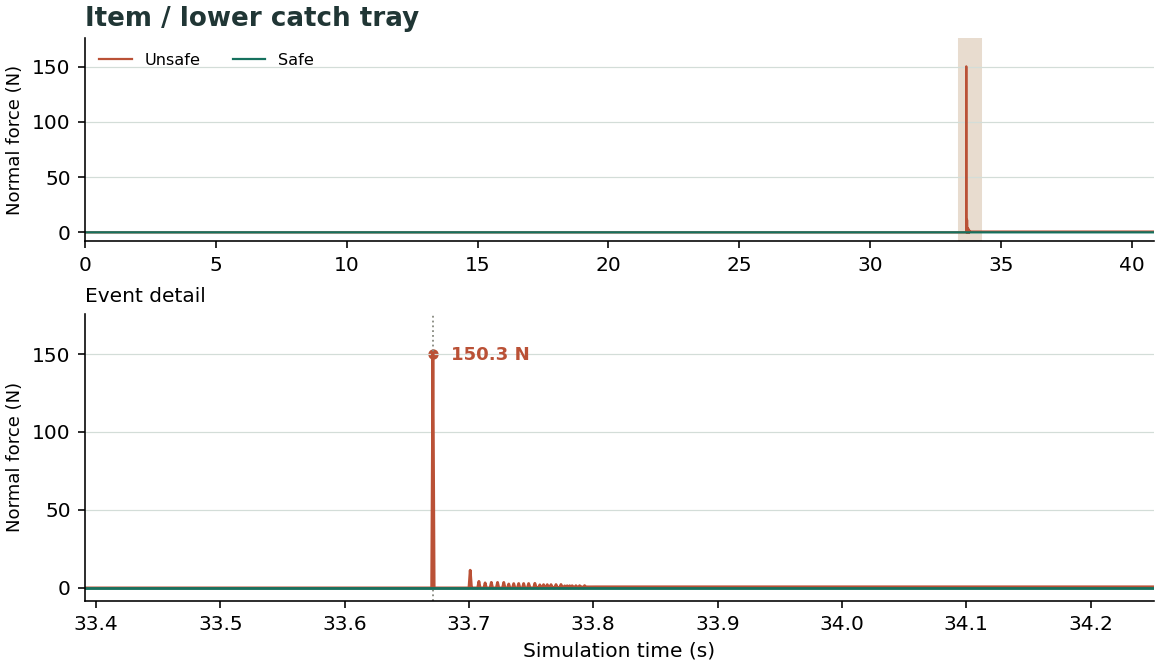 Item / lower catch tray
Unsafe Safe
Normal force (N)
150
100
50
0
0 5 10 15 20 25 30 35 40
Event detail
150.3 N
Normal force (N)
150
100
50
0
33.4 33.5 33.6 33.7 33.8 33.9 34.0 34.1 34.2
Simulation time (s)